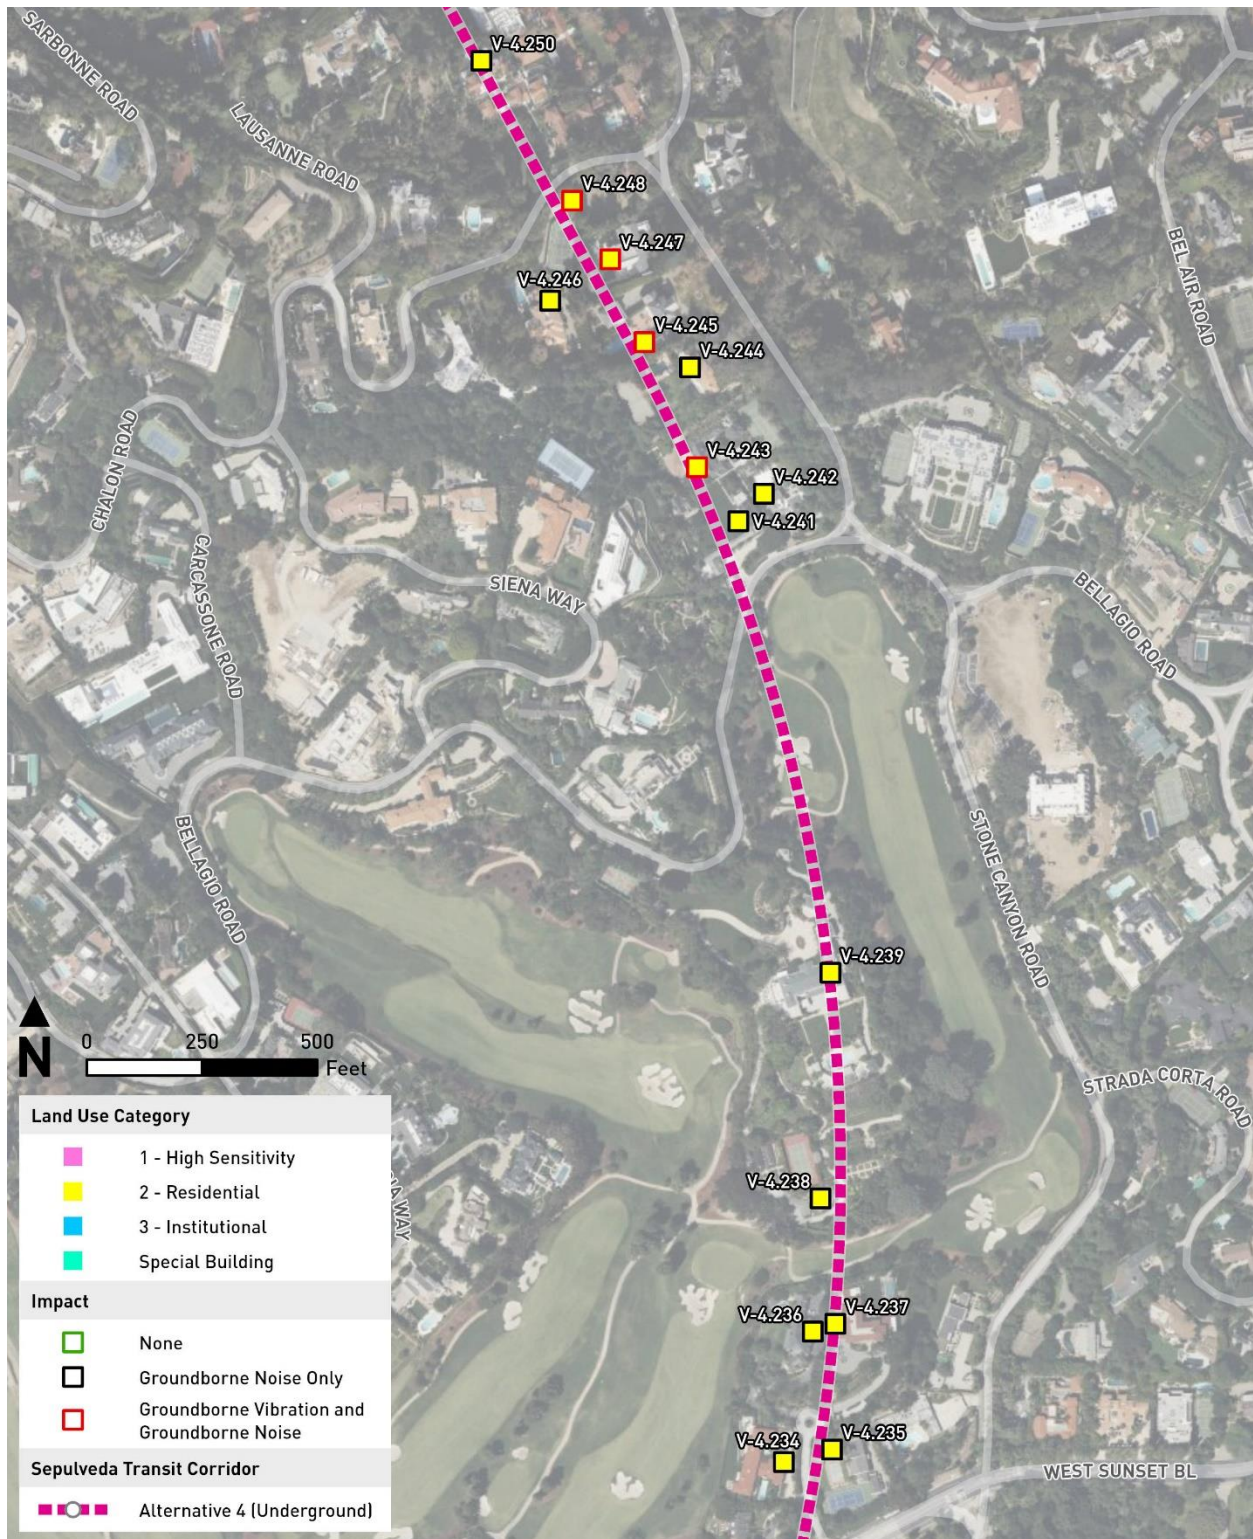 SARBONNE ROAD
V-4.250
LAUSANNE ROAD
V-4.248
V-4.247
BEL AIR ROAD
V-4.246
V-4.245
V-4.244
CHALON ROAD
V-4.243
V-4.242
V-4.241
CARCASSONE ROAD
SIENA WAY
BELLAGIO ROAD
BELLAGIO ROAD
STONE CANYON ROAD
V-4.239
N
0 250 500
Feet
STRADA CORTA ROAD
V-4.238
WAY
V-4.237
V-4.236
V-4.235
V-4.234
WEST SUNSET BL
Land Use Category
1 - High Sensitivity
2 - Residential
3 - Institutional
Special Building
Impact
None
Groundborne Noise Only
Groundborne Vibration and
Groundborne Noise
Sepulveda Transit Corridor
Alternative 4 (Underground)